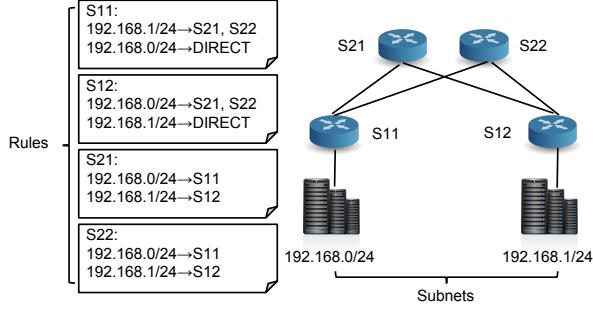 S11:
192.168.1/24→S21, S22
192.168.0/24→DIRECT
S12:
192.168.0/24→S21, S22
192.168.1/24→DIRECT
Rules
S21:
192.168.0/24→S11
192.168.1/24→S12
S22:
192.168.0/24→S11
192.168.1/24→S12
S21
S22
S11
S12
192.168.0/24
192.168.1/24
Subnets